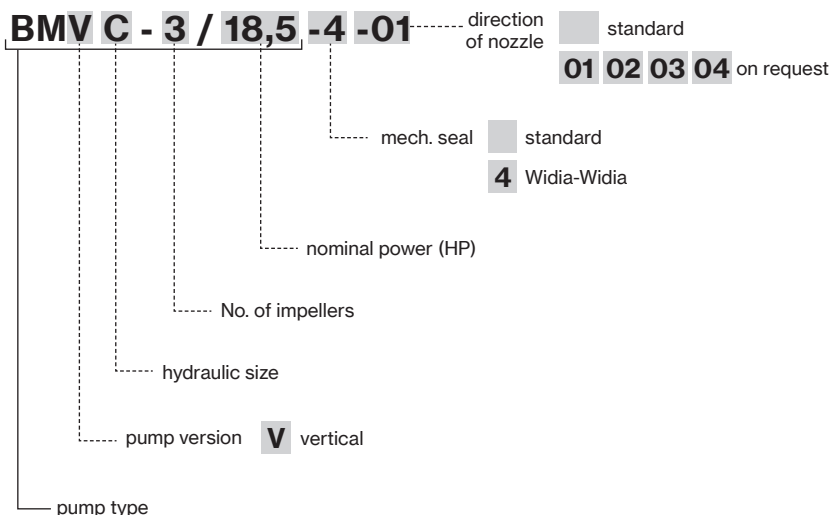 BMV C - 3 / 18,5 -4 -01
direction
of nozzle
standard
01 02 03 04 on request
mech. seal
standard
4 Widia-Widia
nominal power (HP)
No. of impellers
hydraulic size
pump version V vertical
pump type